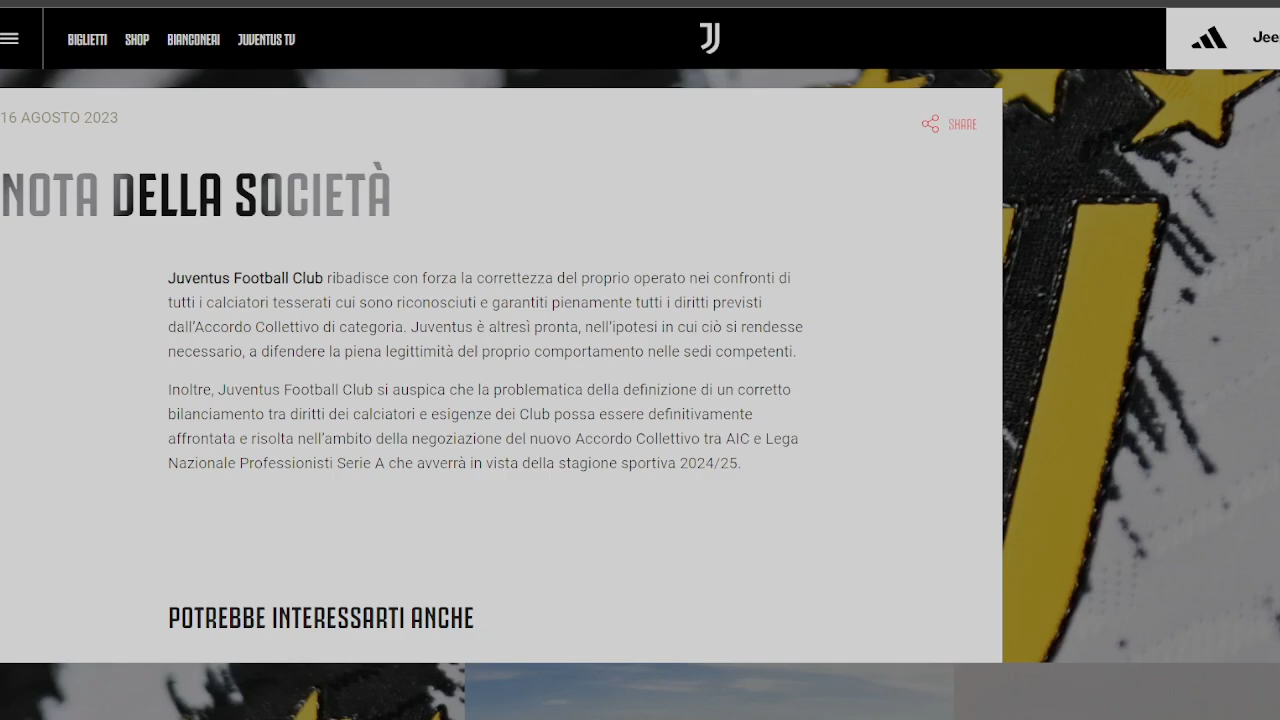 BIGLIETTI SHOP BIANCONERI JUVENTUS TV
Jee
16 AGOSTO 2023
SHARE
NOTA DELLA SOCIETÀ
Juventus Football Club ribadisce con forza la correttezza del proprio operato nei confronti di
tutti i calciatori tesserati cui sono riconosciuti e garantiti pienamente tutti i diritti previsti
dall'Accordo Collettivo di categoria. Juventus è altresì pronta, nell'ipotesi in cui ciò si rendesse
necessario, a difendere la piena legittimità del proprio comportamento nelle sedi competenti.
Inoltre, Juventus Football Club si auspica che la problematica della definizione di un corretto
bilanciamento tra diritti dei calciatori e esigenze dei Club possa essere definitivamente
affrontata e risolta nell'ambito della negoziazione del nuovo Accordo Collettivo tra AIC e Lega
Nazionale Professionisti Serie A che avverrà in vista della stagione sportiva 2024/25.
POTREBBE INTERESSARTI ANCHE